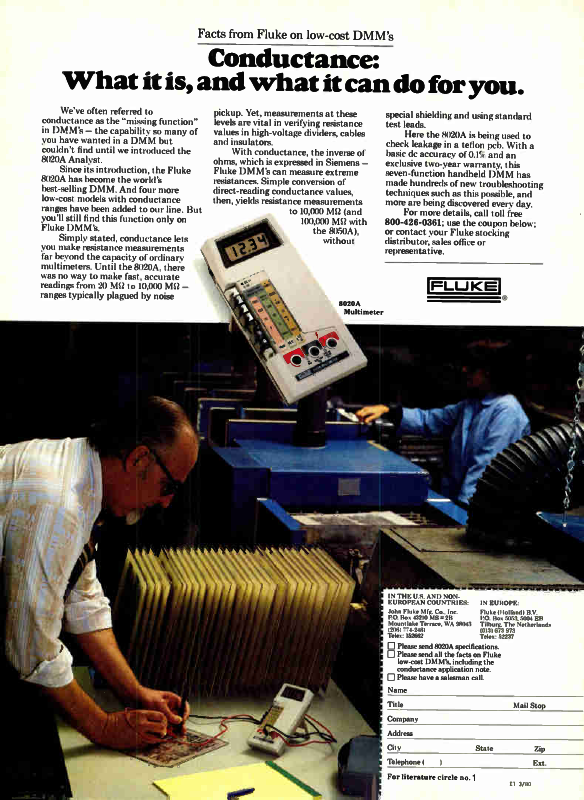 Facts from Fluke on low-cost DMM's
Conductance:
What it is, and what it can do for you.
We've often referred to
conductance as the "missing function"
in DMM's — the capability so many of
you have wanted in a DMM but
couldn't find until we introduced the
8020A Analyst.
Since its introduction, the Fluke
8020A has become the world's
best-selling DMM. And four more
low-cost models with conductance
ranges have been added to our line. But
you'll still find this function only on
Fluke DMM's.
Simply stated, conductance lets
you make resistance measurements
far beyond the capacity of ordinary
multimeters. Until the 8020A, there
was no way to make fast, accurate
readings from 20 MΩ to 10,000 MΩ —
ranges typically plagued by noise
pickup. Yet, measurements at these
levels are vital in verifying resistance
values in high-voltage dividers, cables
and insulators.
With conductance, the inverse of
ohms, which is expressed in Siemens —
Fluke DMM's can measure extreme
resistances. Simple conversion of
direct-reading conductance values,
then, yields resistance measurements
to 10,000 MΩ (and
100,000 MΩ with
the 8050A),
without
special shielding and using standard
test leads.
Here the 8020A is being used to
check leakage in a teflon pcb. With a
basic dc accuracy of 0.1% and an
exclusive two-year warranty, this
seven-function handheld DMM has
made hundreds of new troubleshooting
techniques such as this possible, and
more are being discovered every day.
For more details, call toll free
800-426-0361; use the coupon below;
or contact your Fluke stocking
distributor, sales office or
representative.
FLUKE
®
12.34
8020A
Multimeter
IN THE U.S. AND NON-
EUROPEAN COUNTRIES:
John Fluke Mfg. Co., Inc.
P.O. Box 43210 MS # 2B
Mountlake Terrace, WA 98043
(206) 774-2481
Telex: 152662
IN EUROPE:
Fluke (Holland) B.V.
P.O. Box 5053, 5004 EB
Tilburg, The Netherlands
(013) 673 973
Telex: 52237
Please send 8020A specifications.
Please send all the facts on Fluke
low-cost DMM's, including the
conductance application note.
Please have a salesman call.
Name
Title Mail Stop
Company
Address
City State Zip
Telephone ( ) Ext.
For literature circle no. 1
E1 3/80